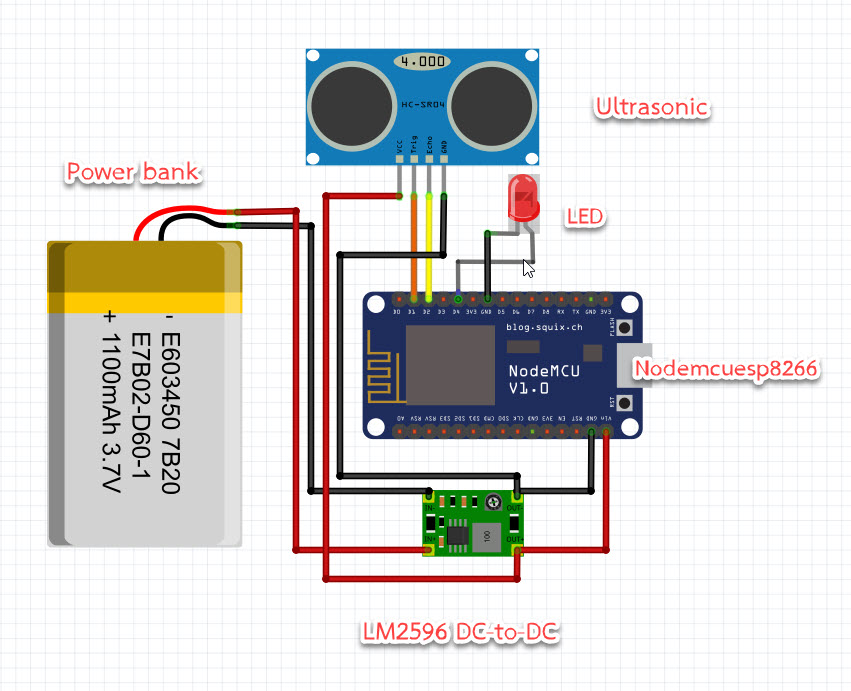 4.000
HC-SR04
VCC
Trig
Echo
GND
Ultrasonic
Power bank
LED
- E603450 7B20
E7B02-D60-1
+ 1100mAh 3.7V
D0 D1 D2 D3 D4 3V3 GND D5 D6 D7 D8 RX TX GND 3V3
blog.squix.ch
FLASH
NodeMCU
V1.0
Nodemcuesp8266
RST
A0 RSV RSV SD3 SD2 SD1 CMD SD0 CLK GND 3V3 EN RST GND Vin
IN- OUT-
IN+ OUT+
100
LM2596 DC-to-DC